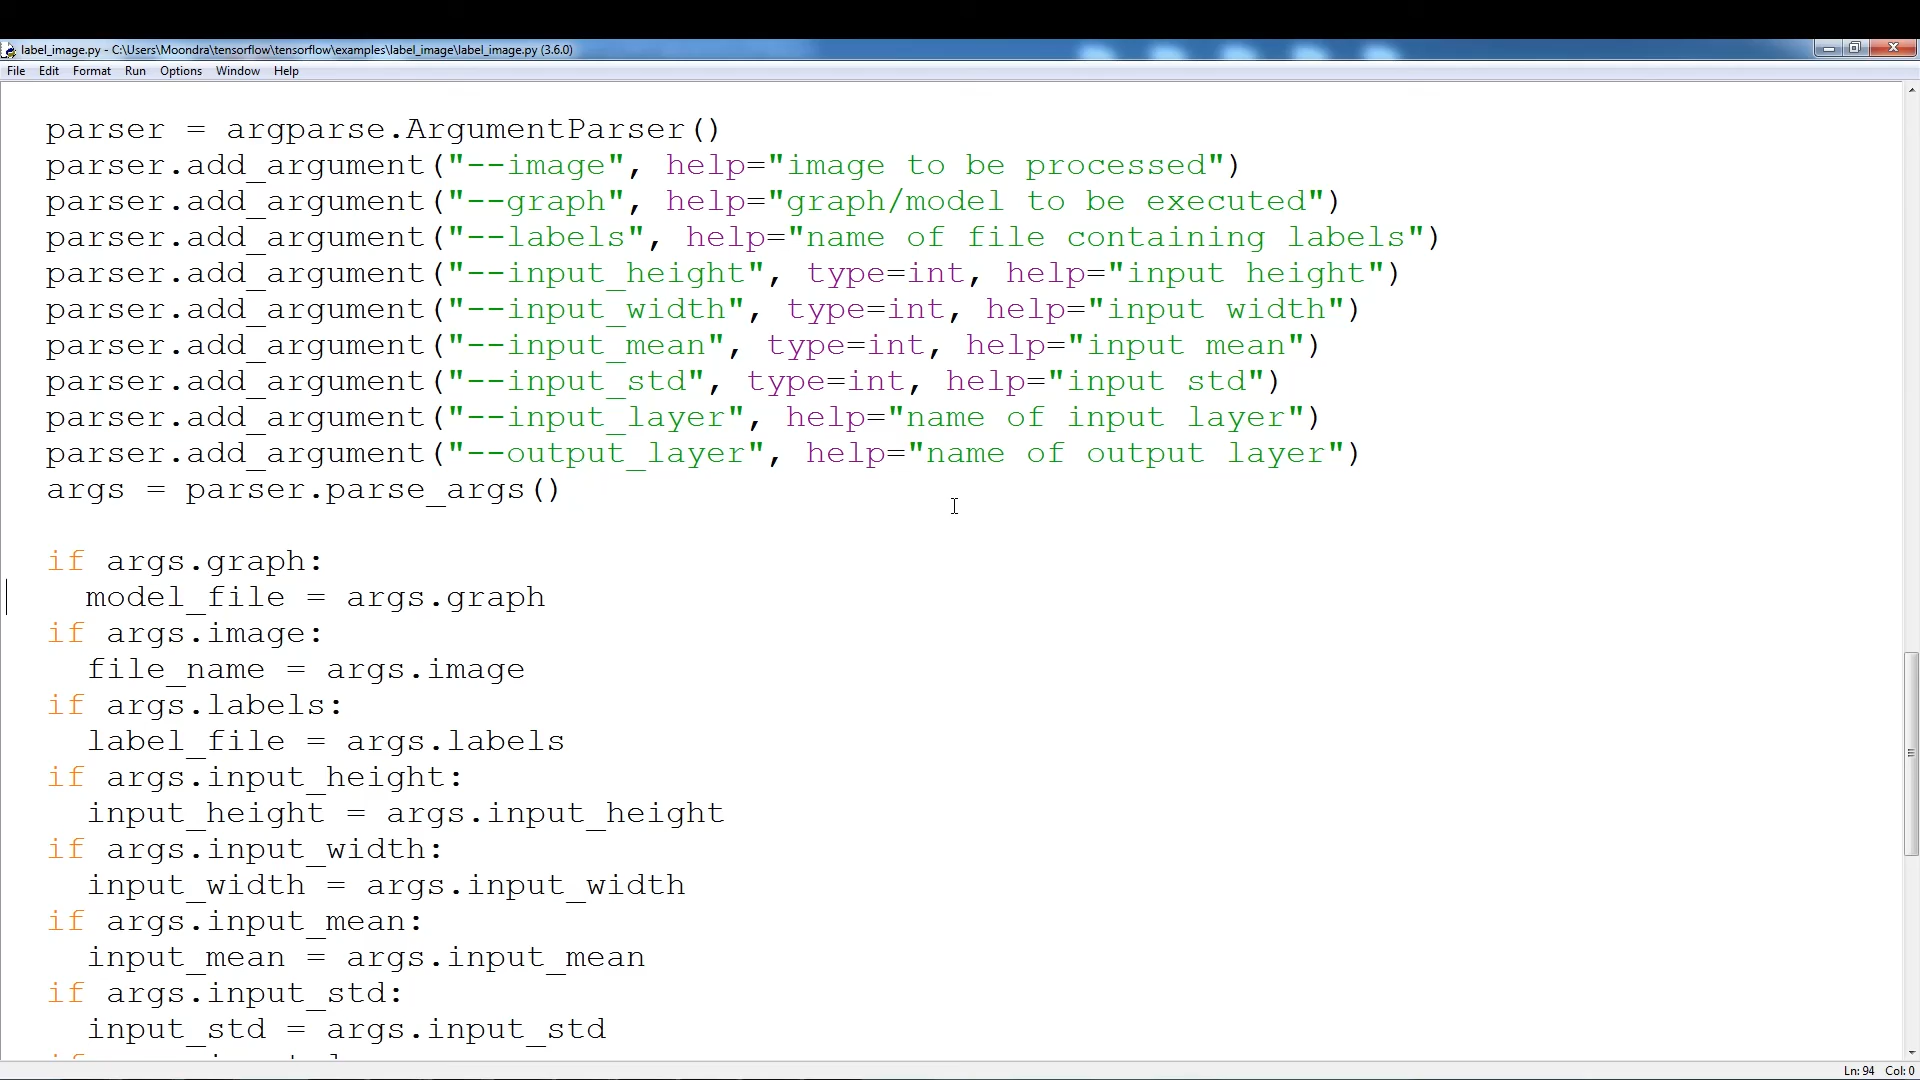 label_image.py - C:\Users\Moondra\tensorflow\tensorflow\examples\label_image\label_image.py (3.6.0)
File Edit Format Run Options Window Help
parser = argparse.ArgumentParser()
parser.add_argument("--image", help="image to be processed")
parser.add_argument("--graph", help="graph/model to be executed")
parser.add_argument("--labels", help="name of file containing labels")
parser.add_argument("--input_height", type=int, help="input height")
parser.add_argument("--input_width", type=int, help="input width")
parser.add_argument("--input_mean", type=int, help="input mean")
parser.add_argument("--input_std", type=int, help="input std")
parser.add_argument("--input_layer", help="name of input layer")
parser.add_argument("--output_layer", help="name of output layer")
args = parser.parse_args()
if args.graph:
model_file = args.graph
if args.image:
file_name = args.image
if args.labels:
label_file = args.labels
if args.input_height:
input_height = args.input_height
if args.input_width:
input_width = args.input_width
if args.input_mean:
input_mean = args.input_mean
if args.input_std:
input_std = args.input_std
Ln: 94 Col: 0